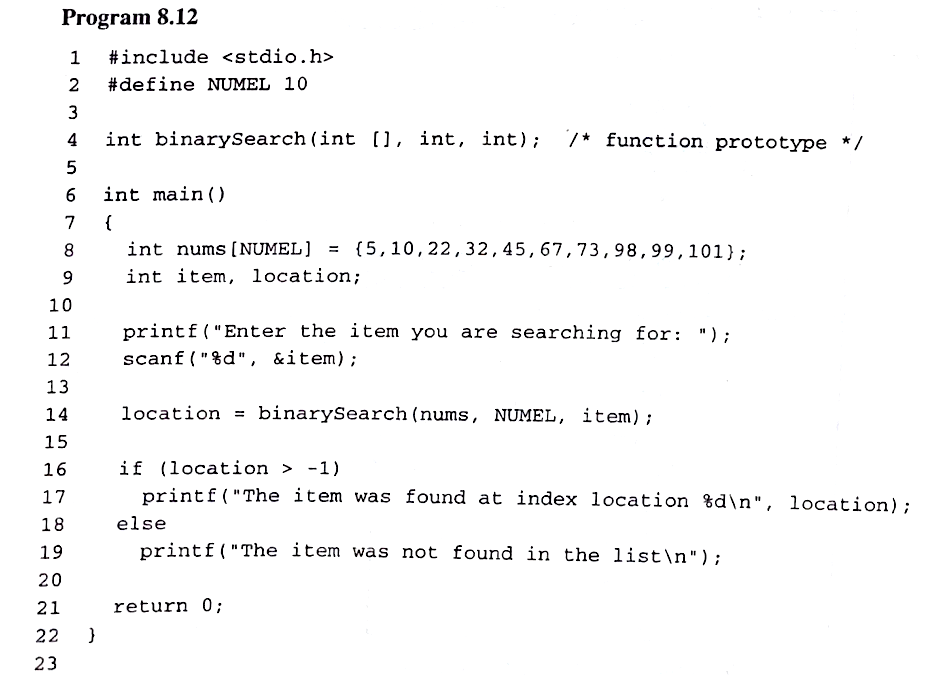 Program 8.12
1 #include <stdio.h>
2 #define NUMEL 10
3
4 int binarySearch(int [], int, int); /* function prototype */
5
6 int main()
7 {
8 int nums[NUMEL] = {5,10,22,32,45,67,73,98,99,101};
9 int item, location;
10
11 printf("Enter the item you are searching for: ");
12 scanf("%d", &item);
13
14 location = binarySearch(nums, NUMEL, item);
15
16 if (location > -1)
17 printf("The item was found at index location %d\n", location);
18 else
19 printf("The item was not found in the list\n");
20
21 return 0;
22 }
23